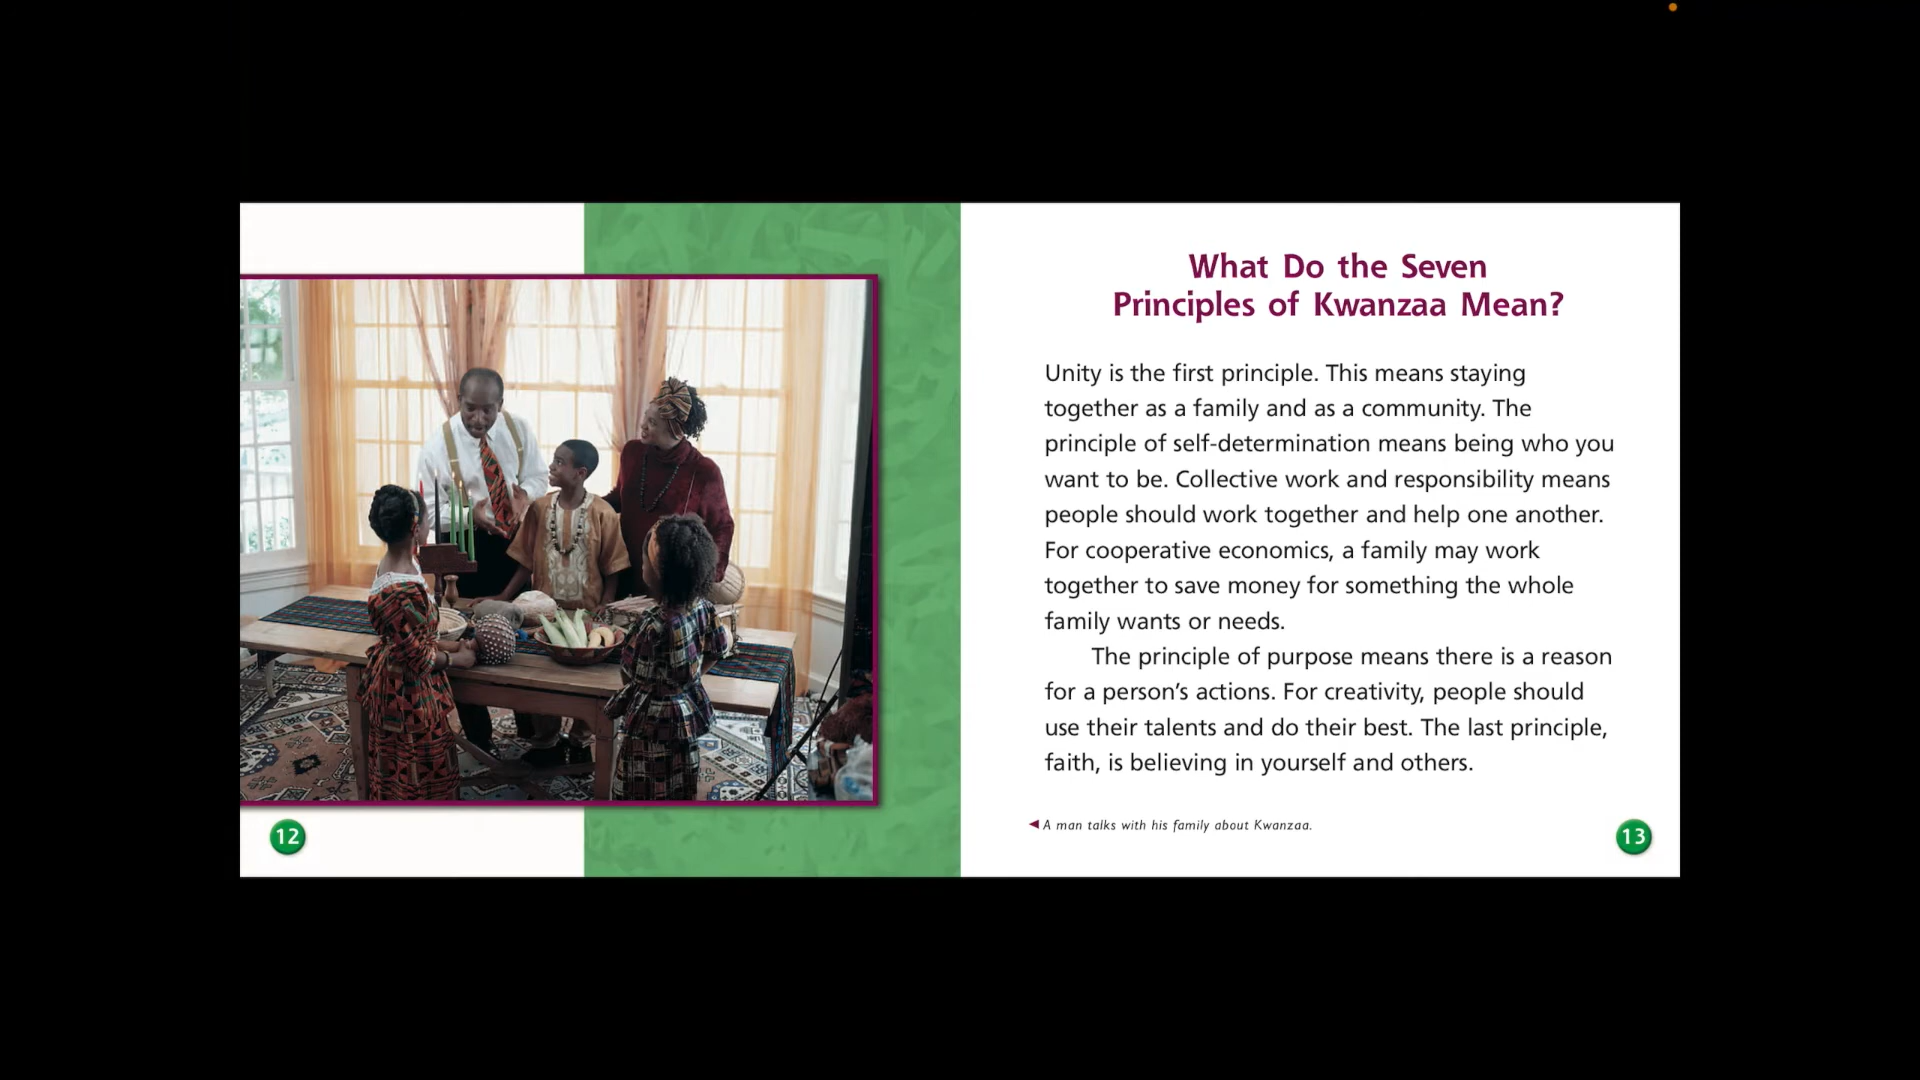 What Do the Seven
Principles of Kwanzaa Mean?
Unity is the first principle. This means staying
together as a family and as a community. The
principle of self-determination means being who you
want to be. Collective work and responsibility means
people should work together and help one another.
For cooperative economics, a family may work
together to save money for something the whole
family wants or needs.
The principle of purpose means there is a reason
for a person’s actions. For creativity, people should
use their talents and do their best. The last principle,
faith, is believing in yourself and others.
A man talks with his family about Kwanzaa.
12
13